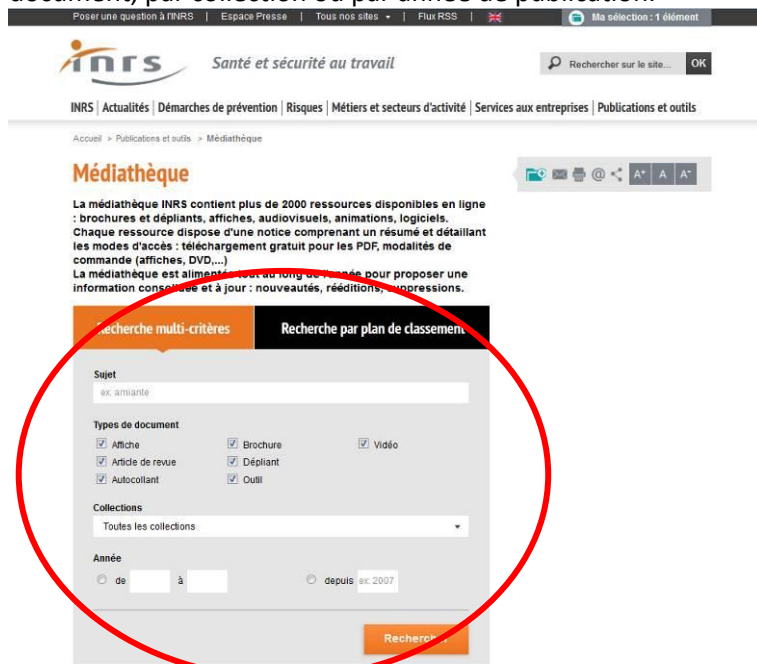 document, par collection ou par année de publication.
Poser une question à l'INRS | Espace Presse | Tous nos sites | Flux RSS | Ma sélection : 1 élément
inrs Santé et sécurité au travail Rechercher sur le site... OK
INRS | Actualités | Démarches de prévention | Risques | Métiers et secteurs d'activité | Services aux entreprises | Publications et outils
Accueil > Publications et outils > Médiathèque
Médiathèque A+ A A-
La médiathèque INRS contient plus de 2000 ressources disponibles en ligne
: brochures et dépliants, affiches, audiovisuels, animations, logiciels.
Chaque ressource dispose d'une notice comprenant un résumé et détaillant
les modes d'accès : téléchargement gratuit pour les PDF, modalités de
commande (affiches, DVD,...)
La médiathèque est alimentée tout au long de l'année pour proposer une
information consolidée et à jour : nouveautés, rééditions, suppressions.
Recherche multi-critères Recherche par plan de classement
Sujet
ex: amiante
Types de document
Affiche Brochure Vidéo
Article de revue Dépliant
Autocollant Outil
Collections
Toutes les collections
Année
de à depuis ex: 2007
Rechercher